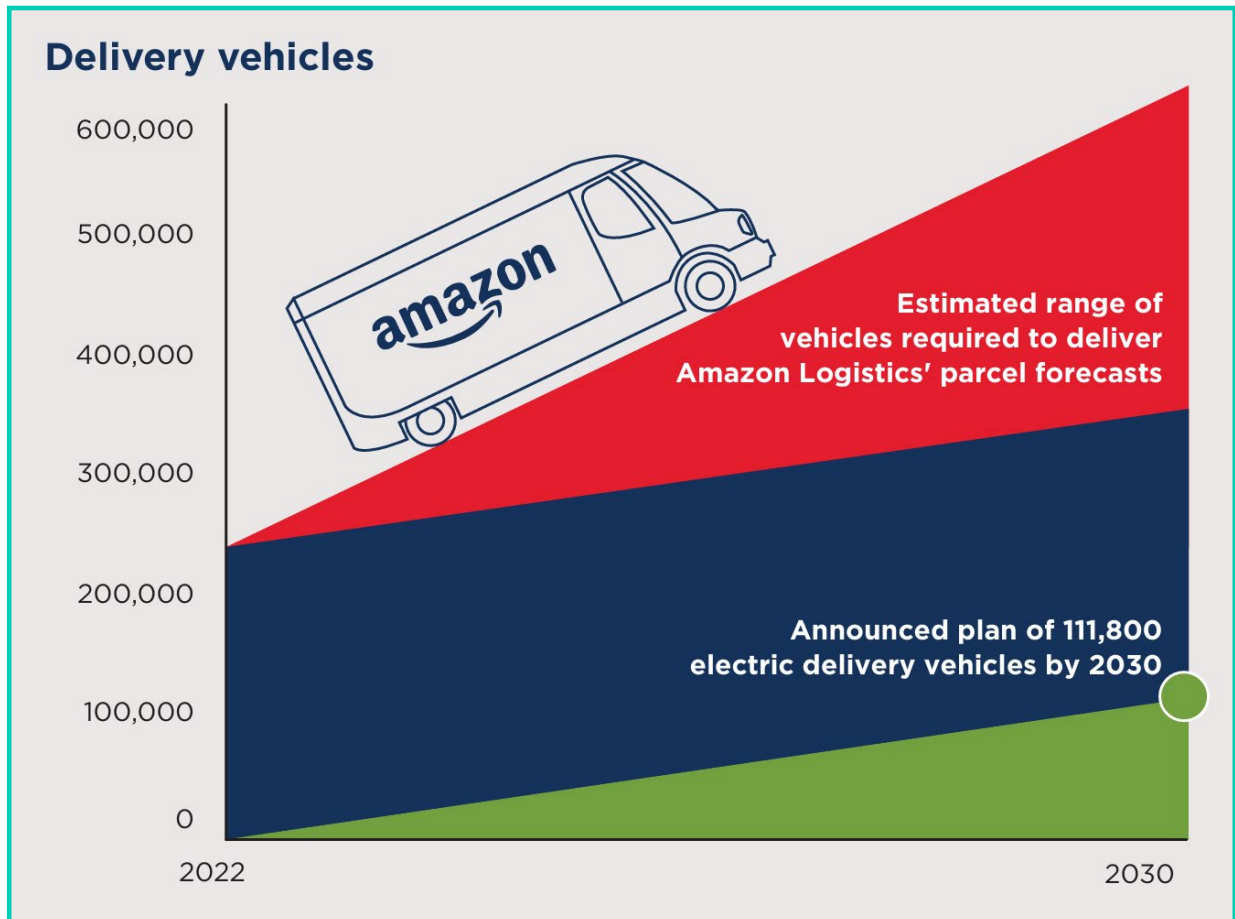 Delivery vehicles
600,000
500,000
400,000
300,000
200,000
100,000
0
amazon
Estimated range of
vehicles required to deliver
Amazon Logistics' parcel forecasts
Announced plan of 111,800
electric delivery vehicles by 2030
2022
2030